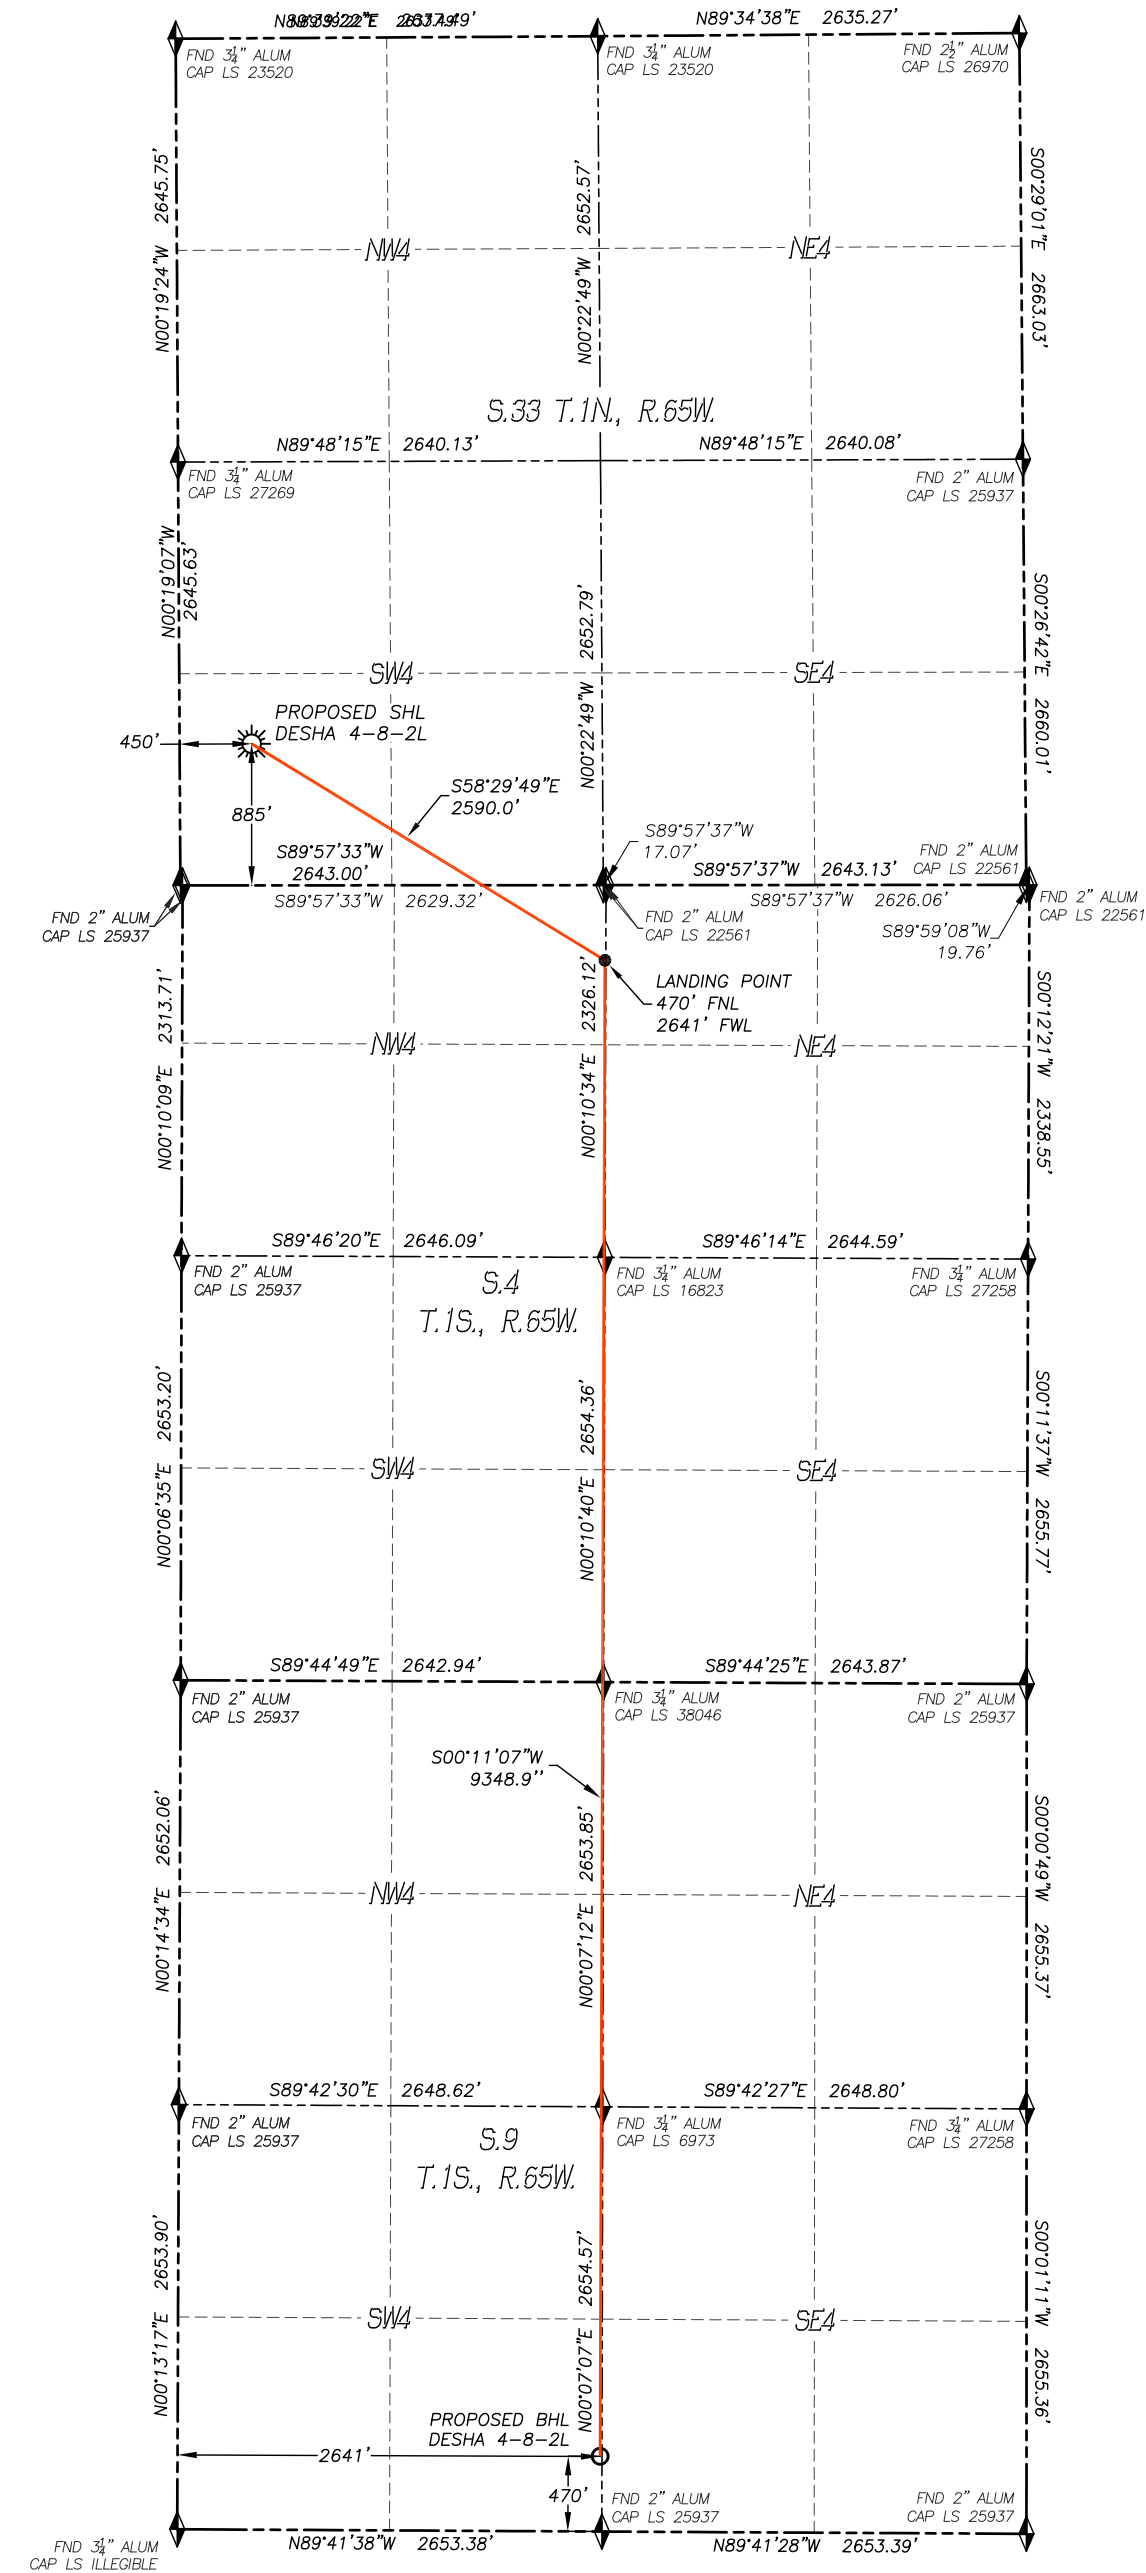 N89°39'22"E 2637.49'
N89°34'38"E 2635.27'
FND 3¼" ALUM
CAP LS 23520
FND 3¼" ALUM
CAP LS 23520
FND 2½" ALUM
CAP LS 26970
N00°19'24"W 2645.75'
N00°22'49"W 2652.57'
S00°29'01"E 2663.03'
NW4
NE4
S.33 T.1N., R.65W.
N89°48'15"E 2640.13'
N89°48'15"E 2640.08'
FND 3¼" ALUM
CAP LS 27269
FND 2" ALUM
CAP LS 25937
N00°19'07"W
2645.63'
N00°22'49"W 2652.79'
S00°26'42"E 2660.01'
SW4
SE4
PROPOSED SHL
DESHA 4-8-2L
450'
885'
S58°29'49"E
2590.0'
S89°57'33"W
2643.00'
S89°57'37"W
17.07'
S89°57'37"W 2643.13'
FND 2" ALUM
CAP LS 22561
S89°57'33"W 2629.32'
S89°57'37"W 2626.06'
FND 2" ALUM
CAP LS 22561
FND 2" ALUM
CAP LS 25937
FND 2" ALUM
CAP LS 22561
S89°59'08"W
19.76'
LANDING POINT
470' FNL
2641' FWL
N00°10'09"E 2313.71'
N00°10'34"E 2326.12'
S00°12'21"W 2338.55'
NW4
NE4
S89°46'20"E 2646.09'
S89°46'14"E 2644.59'
FND 2" ALUM
CAP LS 25937
FND 3¼" ALUM
CAP LS 16823
FND 3¼" ALUM
CAP LS 27258
S.4
T.1S., R.65W.
N00°06'35"E 2653.20'
N00°10'40"E 2654.36'
S00°11'37"W 2655.77'
SW4
SE4
S89°44'49"E 2642.94'
S89°44'25"E 2643.87'
FND 2" ALUM
CAP LS 25937
FND 3¼" ALUM
CAP LS 38046
FND 2" ALUM
CAP LS 25937
S00°11'07"W
9348.9''
N00°14'34"E 2652.06'
N00°07'12"E 2653.85'
S00°00'49"W 2655.37'
NW4
NE4
S89°42'30"E 2648.62'
S89°42'27"E 2648.80'
FND 2" ALUM
CAP LS 25937
FND 3¼" ALUM
CAP LS 6973
FND 3¼" ALUM
CAP LS 27258
S.9
T.1S., R.65W.
N00°13'17"E 2653.90'
N00°07'07"E 2654.57'
S00°01'11"W 2655.36'
SW4
SE4
PROPOSED BHL
DESHA 4-8-2L
2641'
470'
FND 2" ALUM
CAP LS 25937
FND 2" ALUM
CAP LS 25937
FND 3¼" ALUM
CAP LS ILLEGIBLE
N89°41'38"W 2653.38'
N89°41'28"W 2653.39'